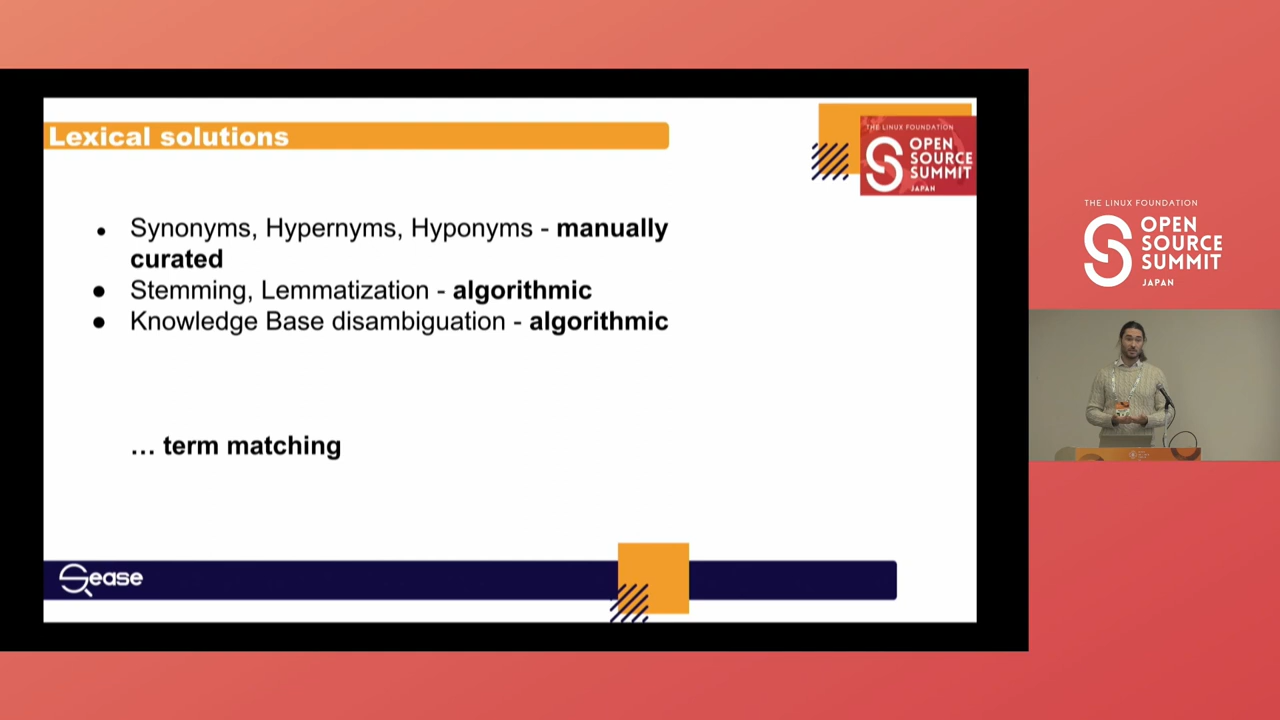 Lexical solutions
THE LINUX FOUNDATION
OPEN
SOURCE
SUMMIT
JAPAN
● Synonyms, Hypernyms, Hyponyms - manually
curated
● Stemming, Lemmatization - algorithmic
● Knowledge Base disambiguation - algorithmic
… term matching
Sease
THE LINUX FOUNDATION
OPEN
SOURCE
SUMMIT
JAPAN